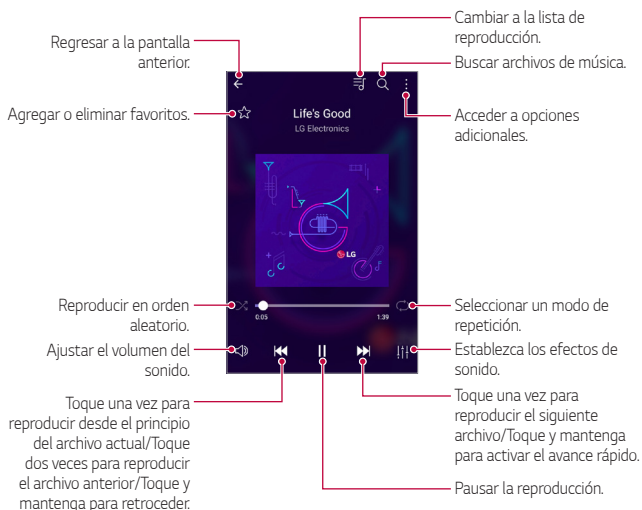 Cambiar a la lista de
reproducción.
Regresar a la pantalla
anterior.
Buscar archivos de música.
Agregar o eliminar favoritos.
Life's Good
LG Electronics
Acceder a opciones
adicionales.
LG
0:05
1:39
Reproducir en orden
aleatorio.
Seleccionar un modo de
repetición.
Ajustar el volumen del
sonido.
Establezca los efectos de
sonido.
Toque una vez para
reproducir desde el principio
del archivo actual/Toque
dos veces para reproducir
el archivo anterior/Toque y
mantenga para retroceder.
Toque una vez para
reproducir el siguiente
archivo/Toque y mantenga
para activar el avance rápido.
Pausar la reproducción.